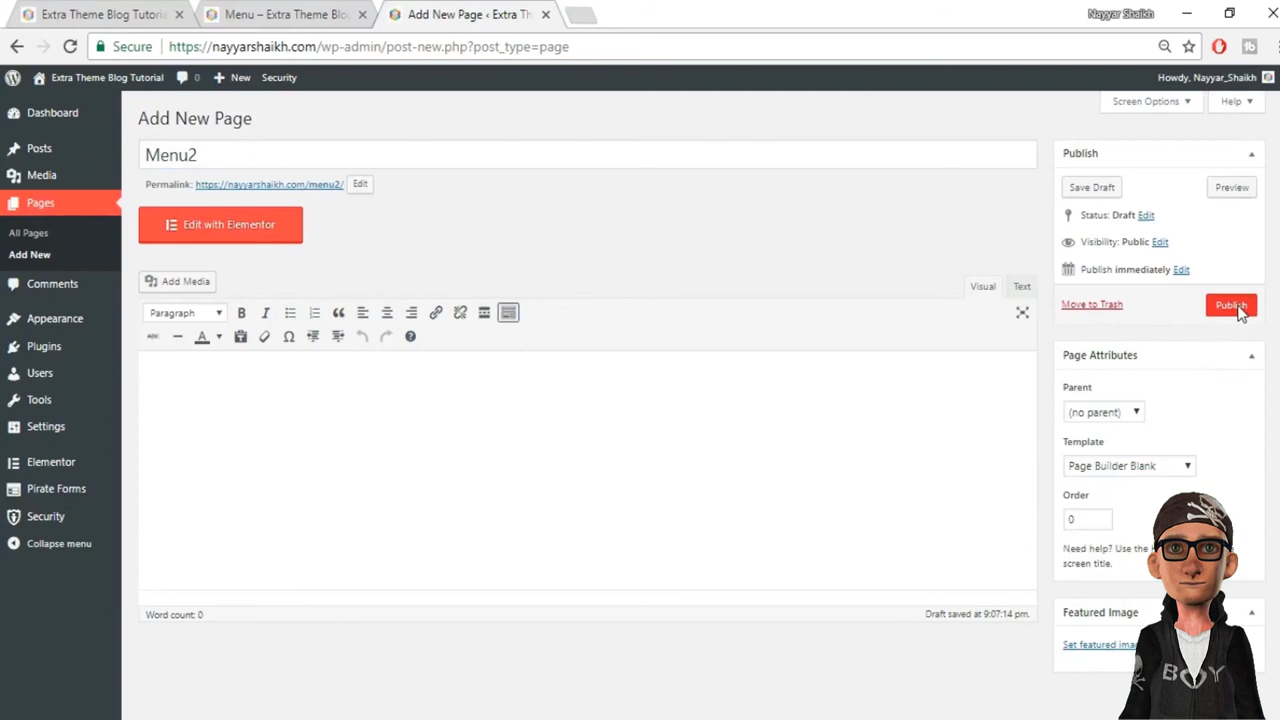 Extra Theme Blog Tutoria
Menu – Extra Theme Blo
Add New Page ‹ Extra Th
Nayyar Shaikh
Secure
https://nayyarshaikh.com/wp-admin/post-new.php?post_type=page
Extra Theme Blog Tutorial
0
New
Security
Howdy, Nayyar_Shaikh
Dashboard
Posts
Media
Pages
All Pages
Add New
Comments
Appearance
Plugins
Users
Tools
Settings
Elementor
Pirate Forms
Security
Collapse menu
Screen Options
Help
Add New Page
Menu2
Permalink: https://nayyarshaikh.com/menu2/ Edit
Edit with Elementor
Add Media
Visual
Text
Paragraph
B I
ABC
A
Word count: 0
Draft saved at 9:07:14 pm.
Publish
Save Draft
Preview
Status: Draft Edit
Visibility: Public Edit
Publish immediately Edit
Move to Trash
Publish
Page Attributes
Parent
(no parent)
Template
Page Builder Blank
Order
0
Need help? Use the
screen title.
Featured Image
Set featured ima
BOY